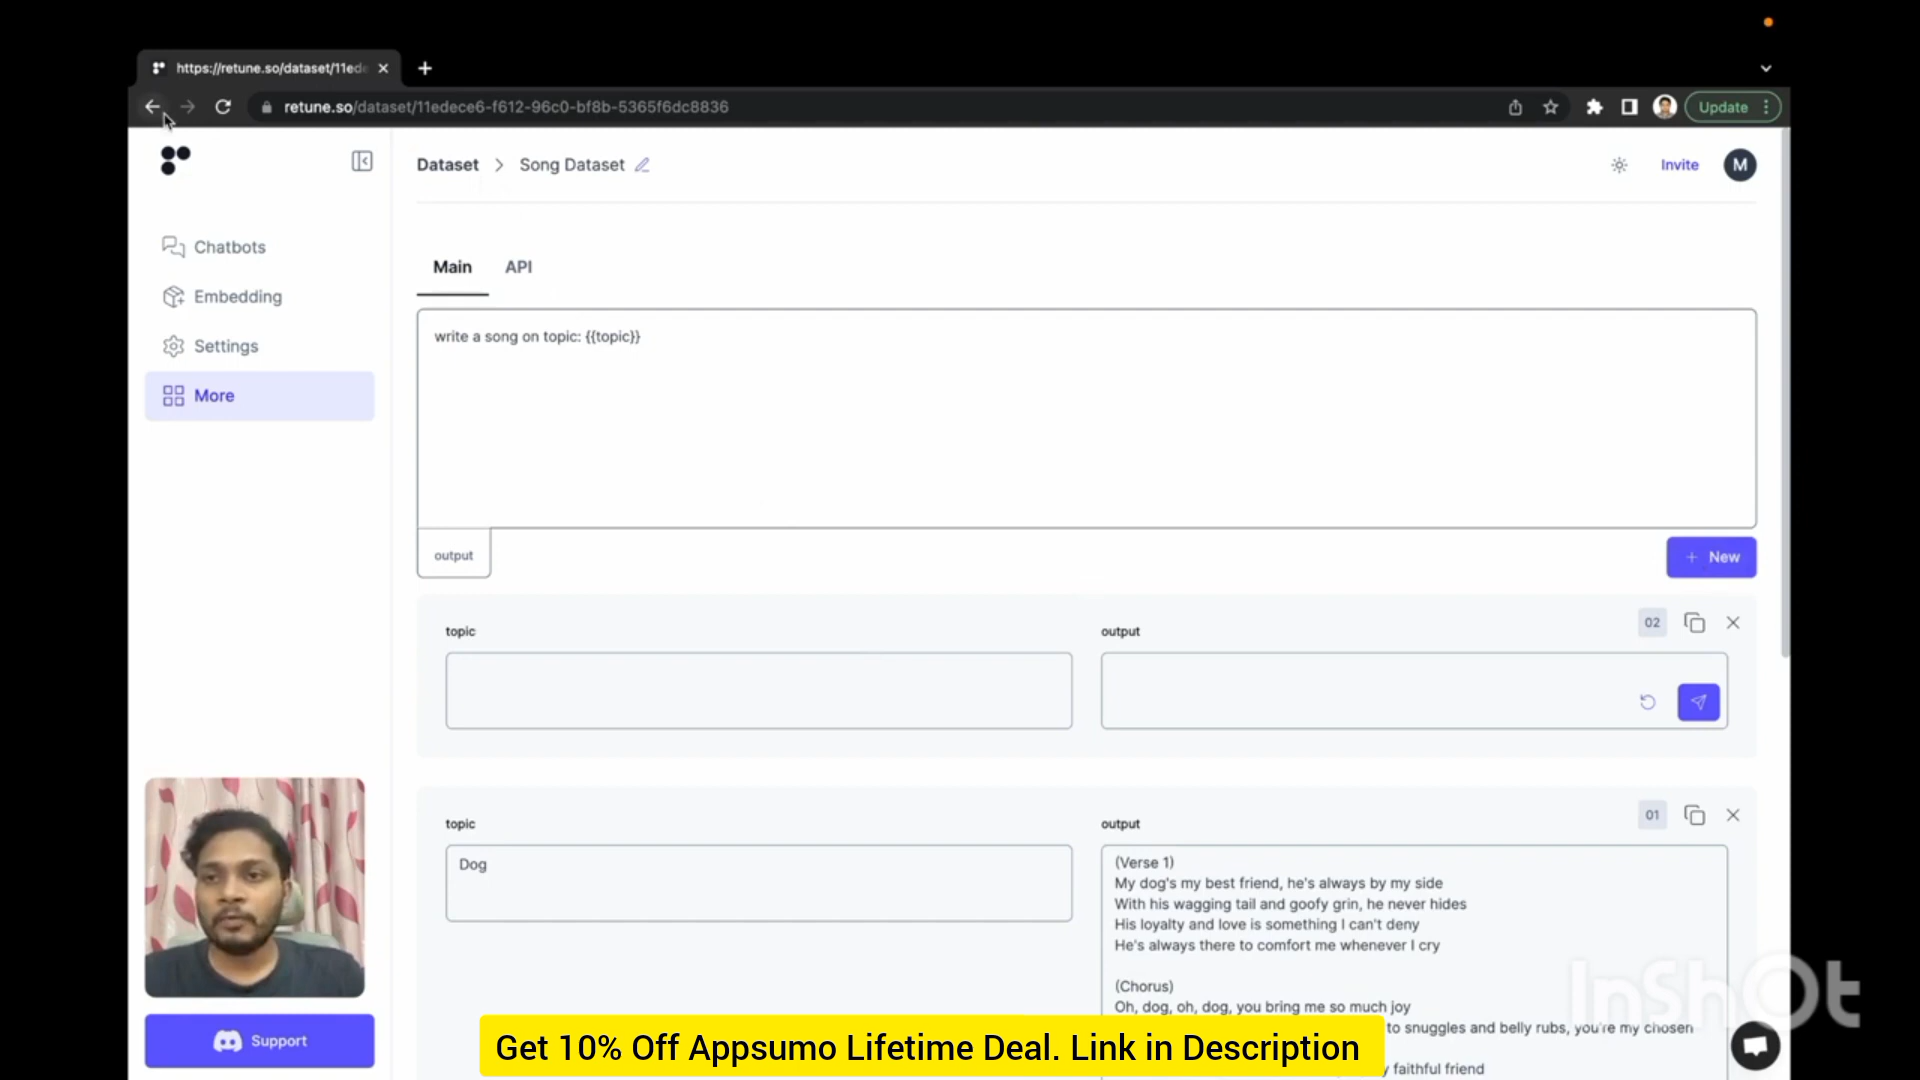 https://retune.so/dataset/11ede
retune.so/dataset/11edece6-f612-96c0-bf8b-5365f6dc8836
Update
Dataset > Song Dataset
Invite
M
Chatbots
Embedding
Settings
More
Main
API
write a song on topic: {{topic}}
output
+ New
02
topic
output
01
topic
output
Dog
(Verse 1)
My dog's my best friend, he's always by my side
With his wagging tail and goofy grin, he never hides
His loyalty and love is something I can't deny
He's always there to comfort me whenever I cry
(Chorus)
Oh, dog, oh, dog, you bring me so much joy
to snuggles and belly rubs, you're my chosen
faithful friend
Support
Get 10% Off Appsumo Lifetime Deal. Link in Description
InShOt